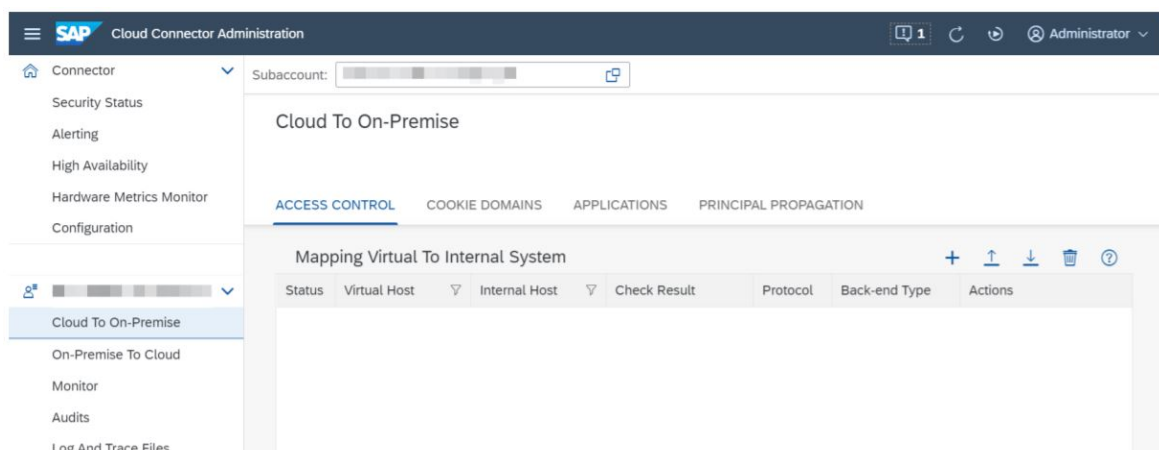 SAP Cloud Connector Administration 1 Administrator
Connector
Security Status
Alerting
High Availability
Hardware Metrics Monitor
Configuration
Cloud To On-Premise
On-Premise To Cloud
Monitor
Audits
Log And Trace Files
Subaccount:
Cloud To On-Premise
ACCESS CONTROL COOKIE DOMAINS APPLICATIONS PRINCIPAL PROPAGATION
Mapping Virtual To Internal System
Status Virtual Host Internal Host Check Result Protocol Back-end Type Actions